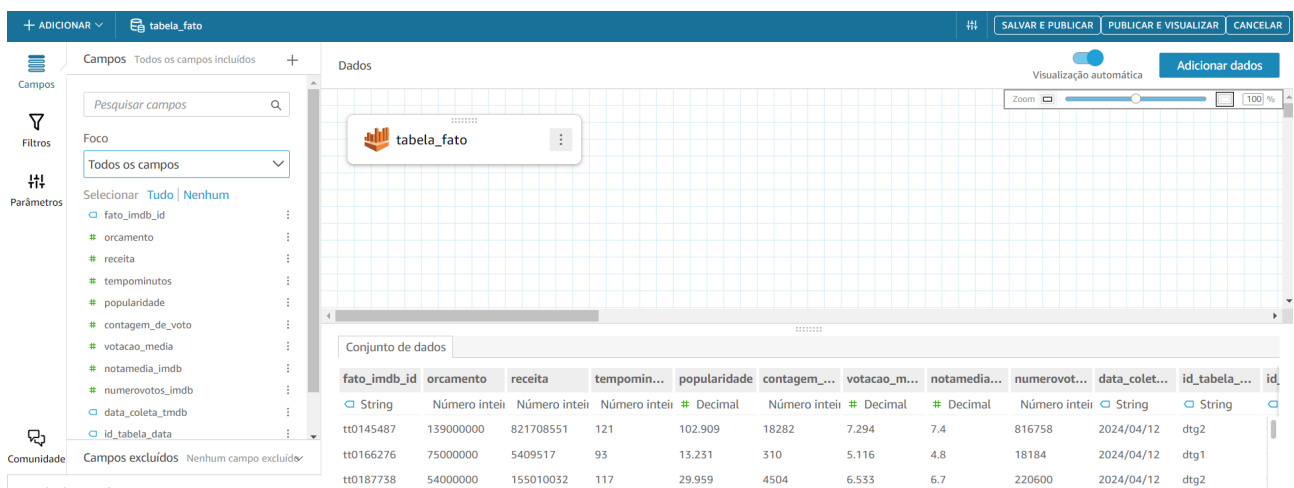 + ADICIONAR tabela_fato SALVAR E PUBLICAR PUBLICAR E VISUALIZAR CANCELAR
Campos
Filtros
Parâmetros
Comunidade
Campos Todos os campos incluídos +
Pesquisar campos
Foco
Todos os campos
Selecionar Tudo | Nenhum
fato_imdb_id
# orcamento
# receita
# tempominutos
# popularidade
# contagem_de_voto
# votacao_media
# notamedia_imdb
# numerovotos_imdb
data_coleta_tmdb
id_tabela_data
Campos excluídos Nenhum campo excluído
Dados
Visualização automática
Adicionar dados
Zoom 100 %
tabela_fato
Conjunto de dados
fato_imdb_id orcamento receita tempomin... popularidade contagem_... votacao_m... notamedia... numerovot... data_colet... id_tabela_... id_
String Número intei Número intei Número intei # Decimal Número intei # Decimal # Decimal Número intei String String
tt0145487 139000000 821708551 121 102.909 18282 7.294 7.4 816758 2024/04/12 dtg2
tt0166276 75000000 5409517 93 13.231 310 5.116 4.8 18184 2024/04/12 dtg1
tt0187738 54000000 155010032 117 29.959 4504 6.533 6.7 220600 2024/04/12 dtg2